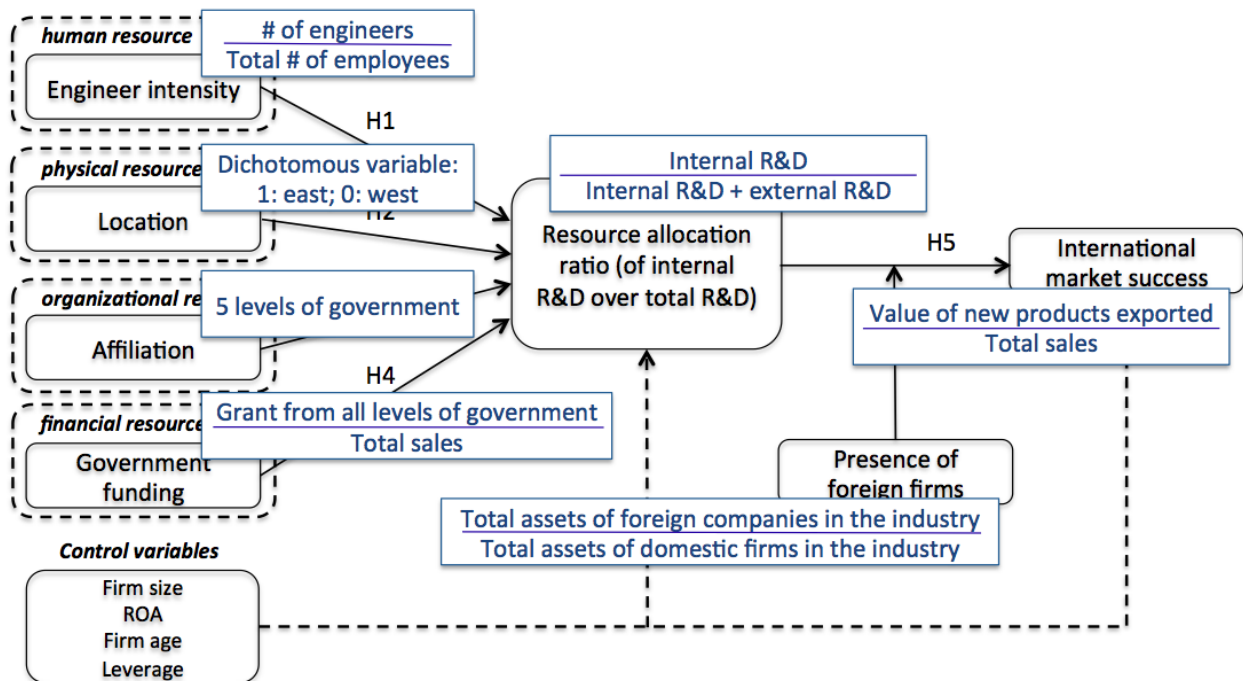 human resource
# of engineers
Total # of employees
Engineer intensity
H1
physical resource
Dichotomous variable:
1: east; 0: west
Location
H2
Internal R&D
Internal R&D + external R&D
Resource allocation
ratio (of internal
R&D over total R&D)
H5
International
market success
organizational re
5 levels of government
Affiliation
Value of new products exported
Total sales
H4
financial resource
Grant from all levels of government
Total sales
Government
funding
Presence of
foreign firms
Total assets of foreign companies in the industry
Total assets of domestic firms in the industry
Control variables
Firm size
ROA
Firm age
Leverage